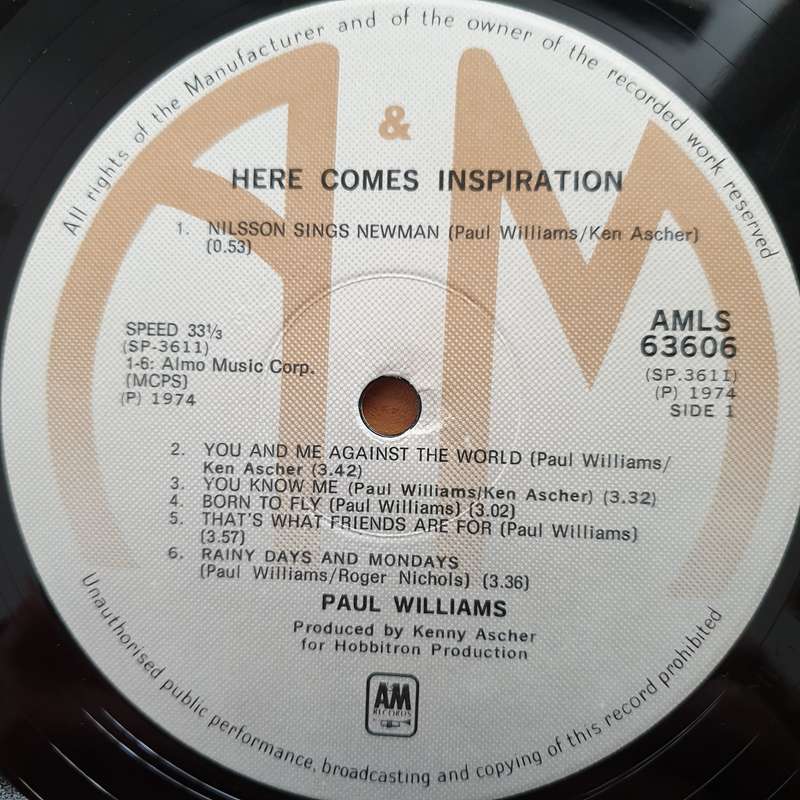 All rights of the Manufacturer and of the owner of the recorded work reserved
A & M
HERE COMES INSPIRATION
1. NILSSON SINGS NEWMAN (Paul Williams/Ken Ascher)
(0.53)
SPEED 33⅓
(SP-3611)
1-6: Almo Music Corp.
(MCPS)
(P) 1974
AMLS
63606
(SP.3611)
(P) 1974
SIDE 1
2. YOU AND ME AGAINST THE WORLD (Paul Williams/
Ken Ascher) (3.42)
3. YOU KNOW ME (Paul Williams/Ken Ascher) (3.32)
4. BORN TO FLY (Paul Williams) (3.02)
5. THAT'S WHAT FRIENDS ARE FOR (Paul Williams)
(3.57)
6. RAINY DAYS AND MONDAYS
(Paul Williams/Roger Nichols) (3.36)
PAUL WILLIAMS
Produced by Kenny Ascher
for Hobbitron Production
AM
RECORDS
Unauthorised public performance, broadcasting and copying of this record prohibited